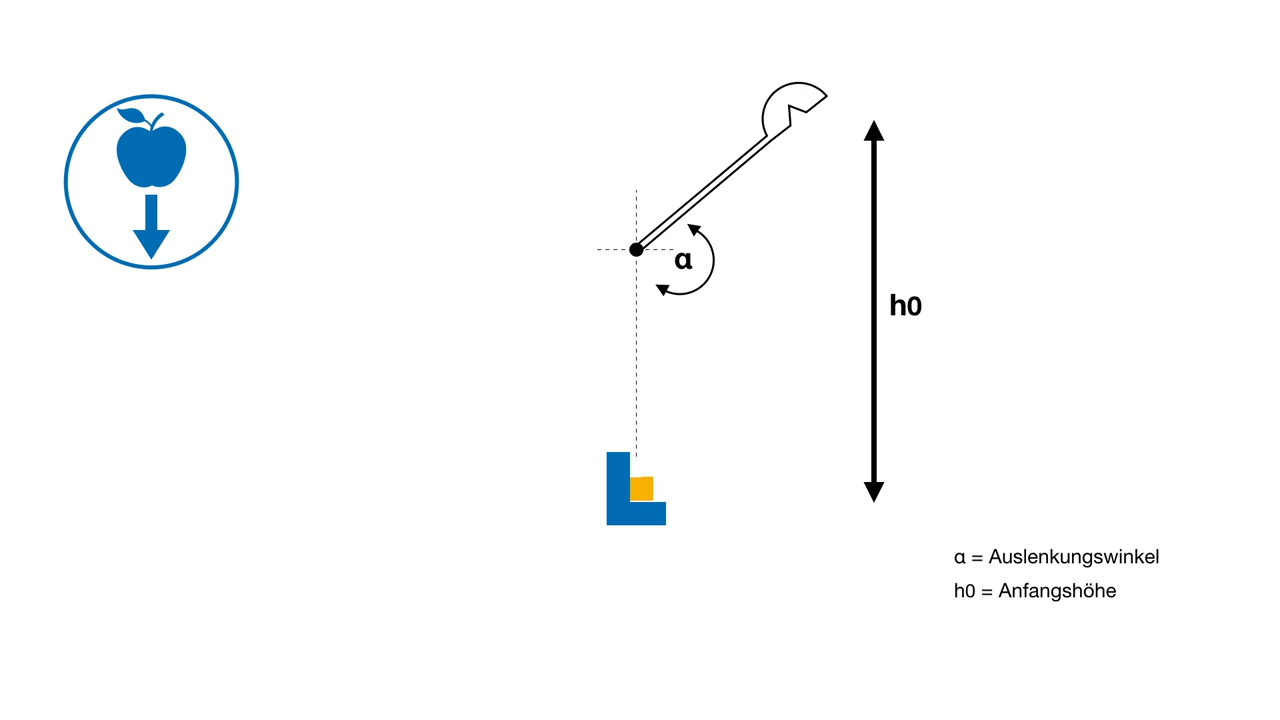 α
h0
α = Auslenkungswinkel
h0 = Anfangshöhe